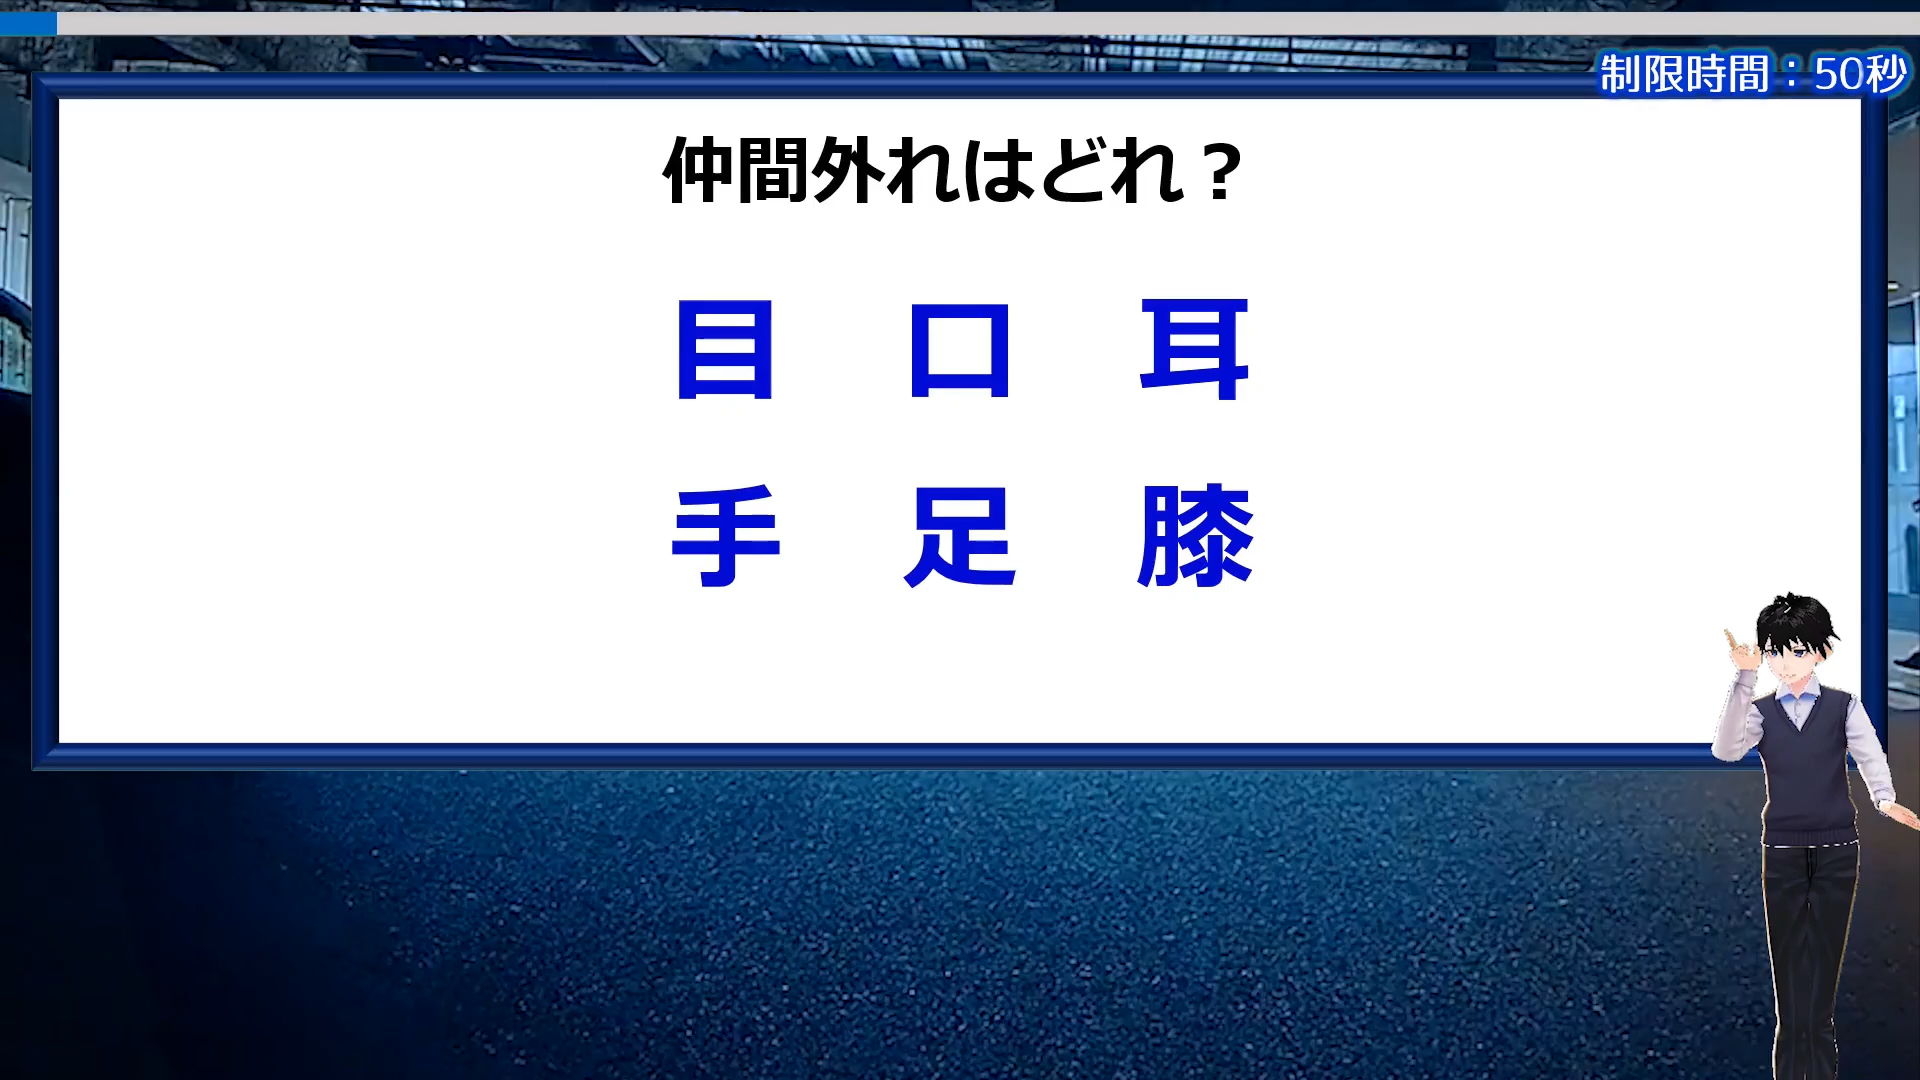 制限時間：50秒
仲間外れはどれ？
目 口 耳
手 足 膝